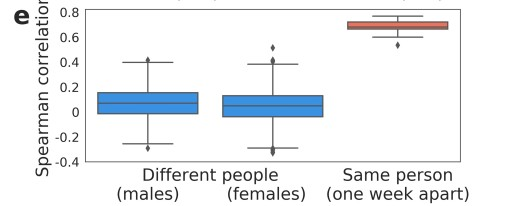 e
Spearman correlation
0.8
0.6
0.4
0.2
0
-0.2
-0.4
Different people
(males)
(females)
Same person
(one week apart)